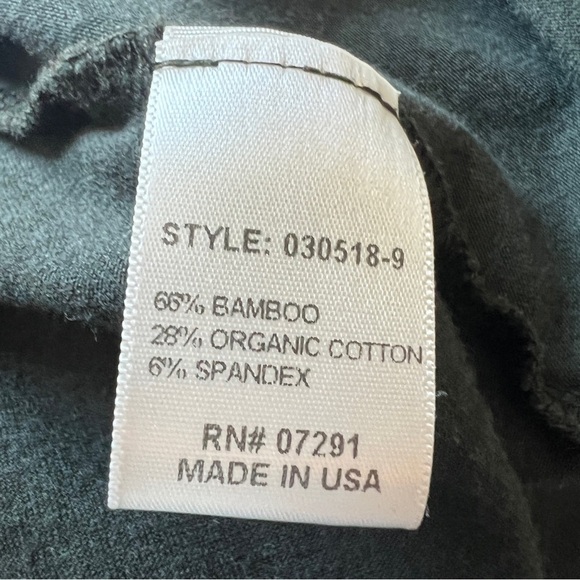 STYLE: 030518-9
66% BAMBOO
28% ORGANIC COTTON
6% SPANDEX
RN# 07291
MADE IN USA